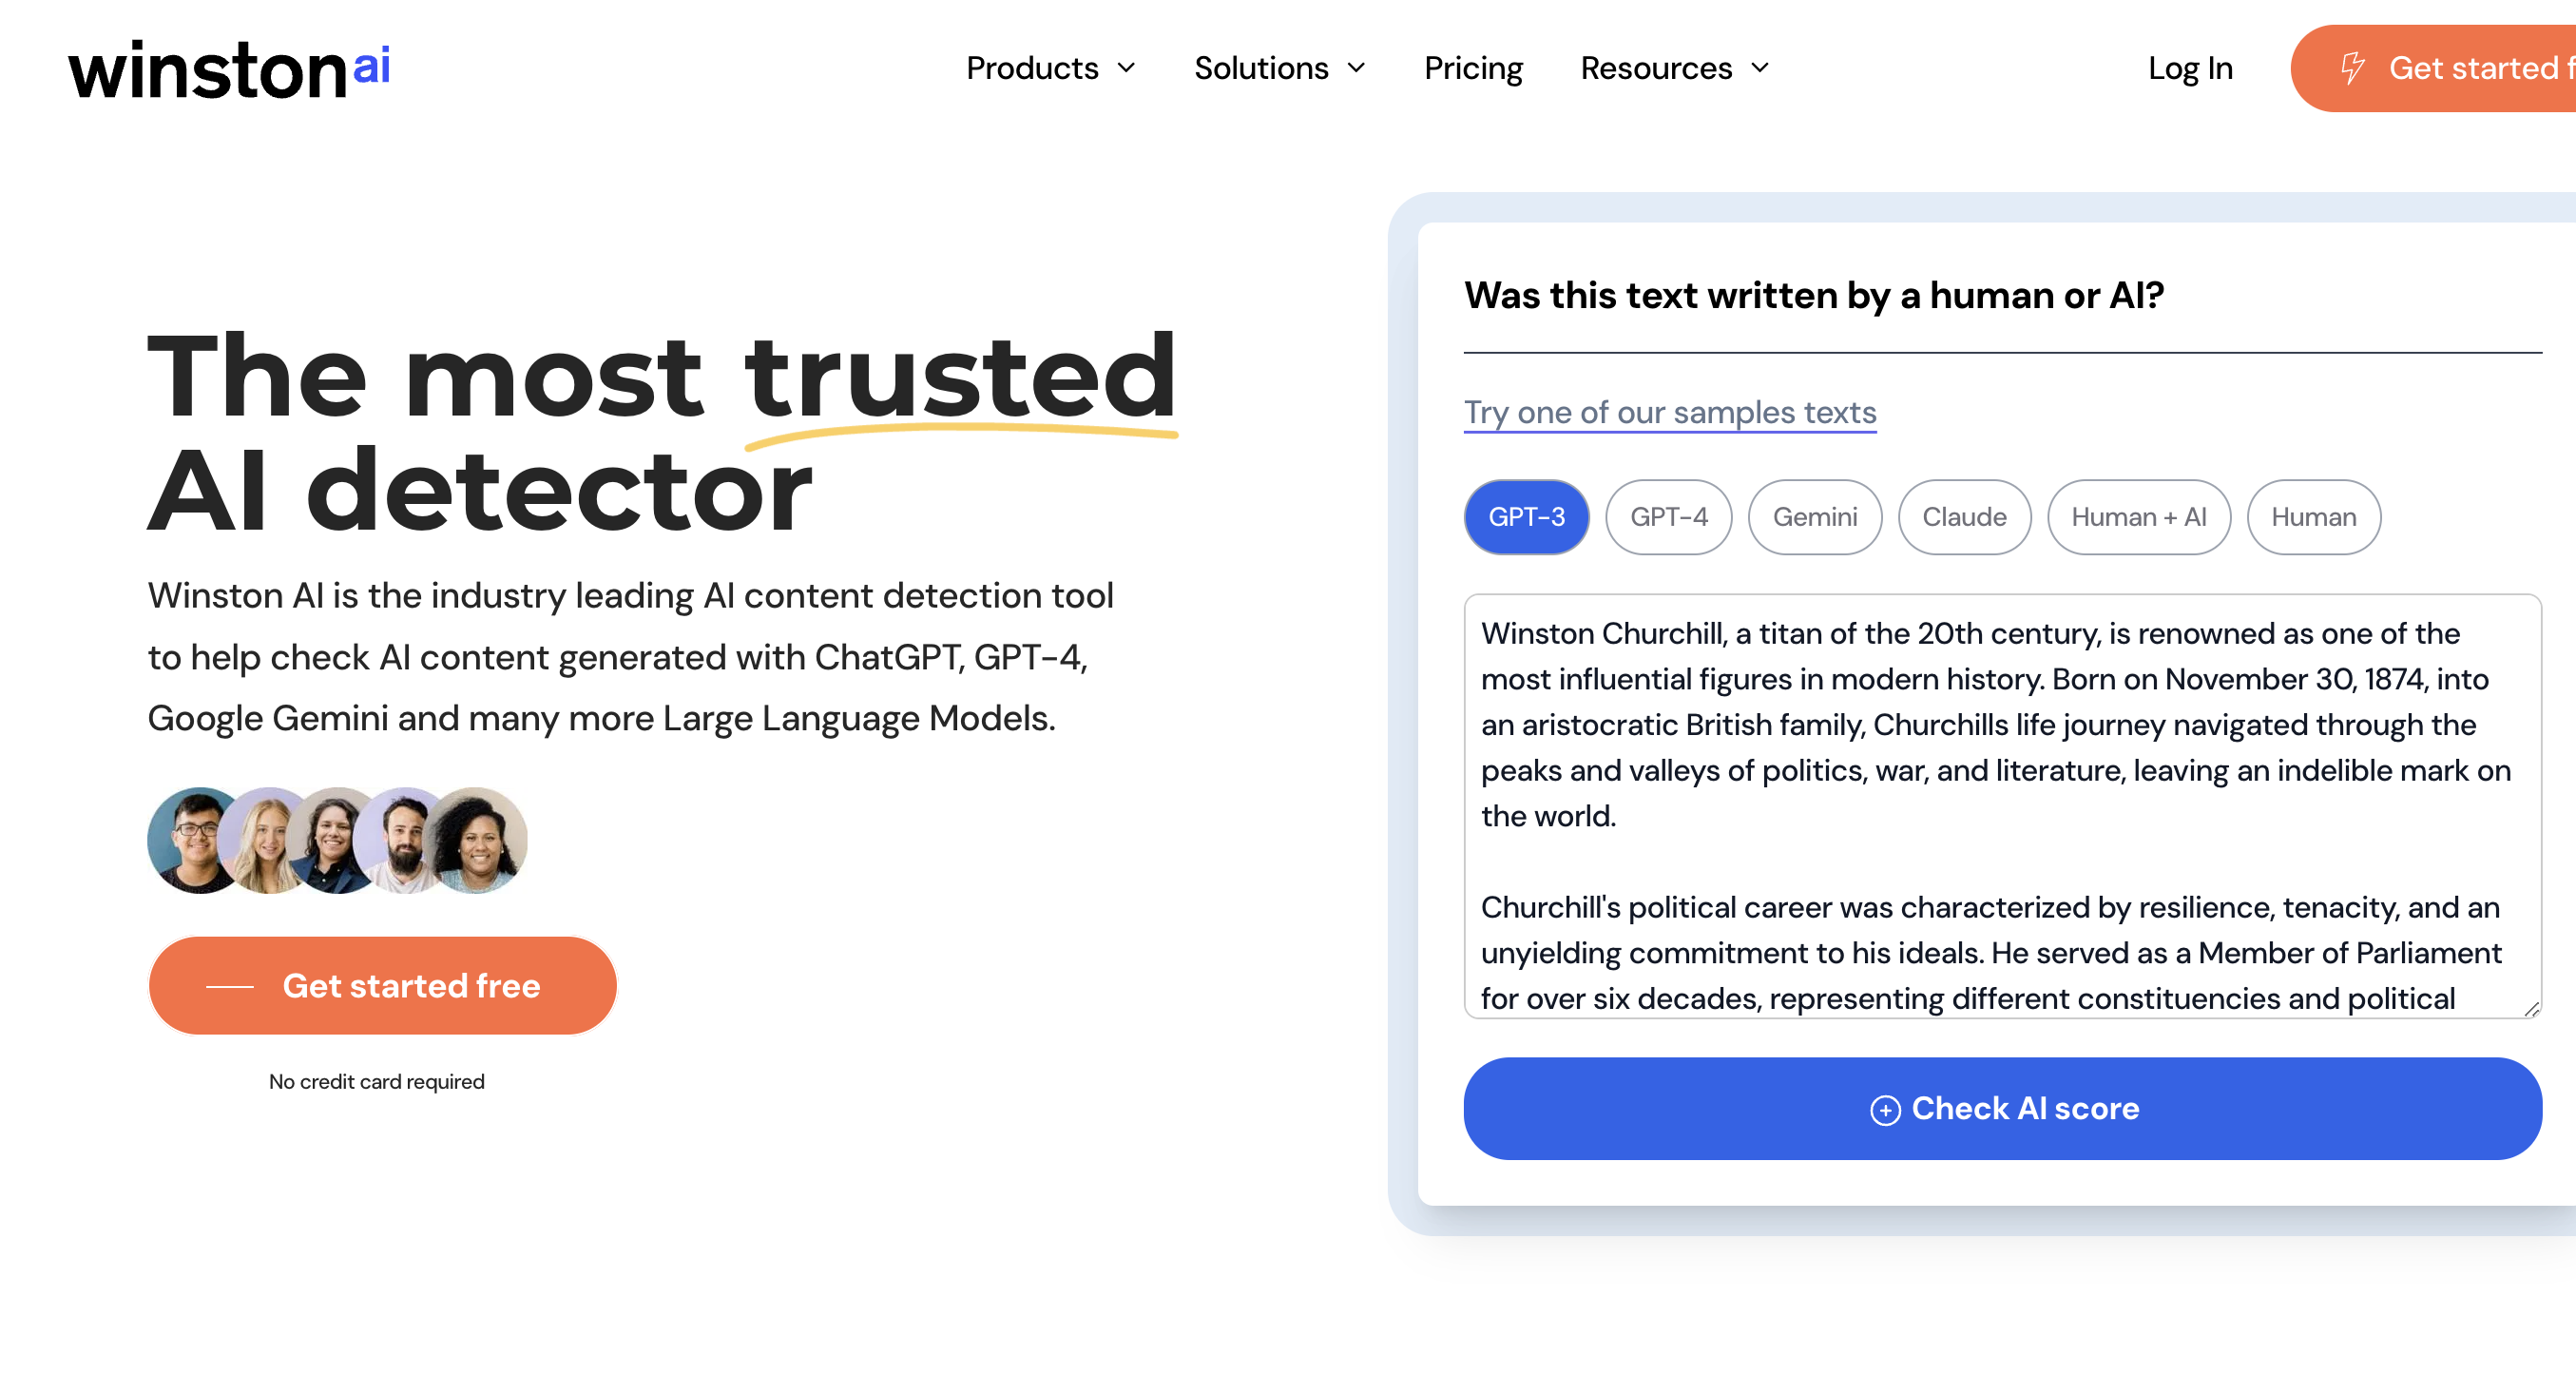 winston ai
Products
Solutions
Pricing
Resources
Log In
Get started f
The most trusted
AI detector
Winston AI is the industry leading AI content detection tool
to help check AI content generated with ChatGPT, GPT-4,
Google Gemini and many more Large Language Models.
Get started free
No credit card required
Was this text written by a human or AI?
Try one of our samples texts
GPT-3
GPT-4
Gemini
Claude
Human + AI
Human
Winston Churchill, a titan of the 20th century, is renowned as one of the
most influential figures in modern history. Born on November 30, 1874, into
an aristocratic British family, Churchills life journey navigated through the
peaks and valleys of politics, war, and literature, leaving an indelible mark on
the world.
Churchill's political career was characterized by resilience, tenacity, and an
unyielding commitment to his ideals. He served as a Member of Parliament
for over six decades, representing different constituencies and political
Check AI score